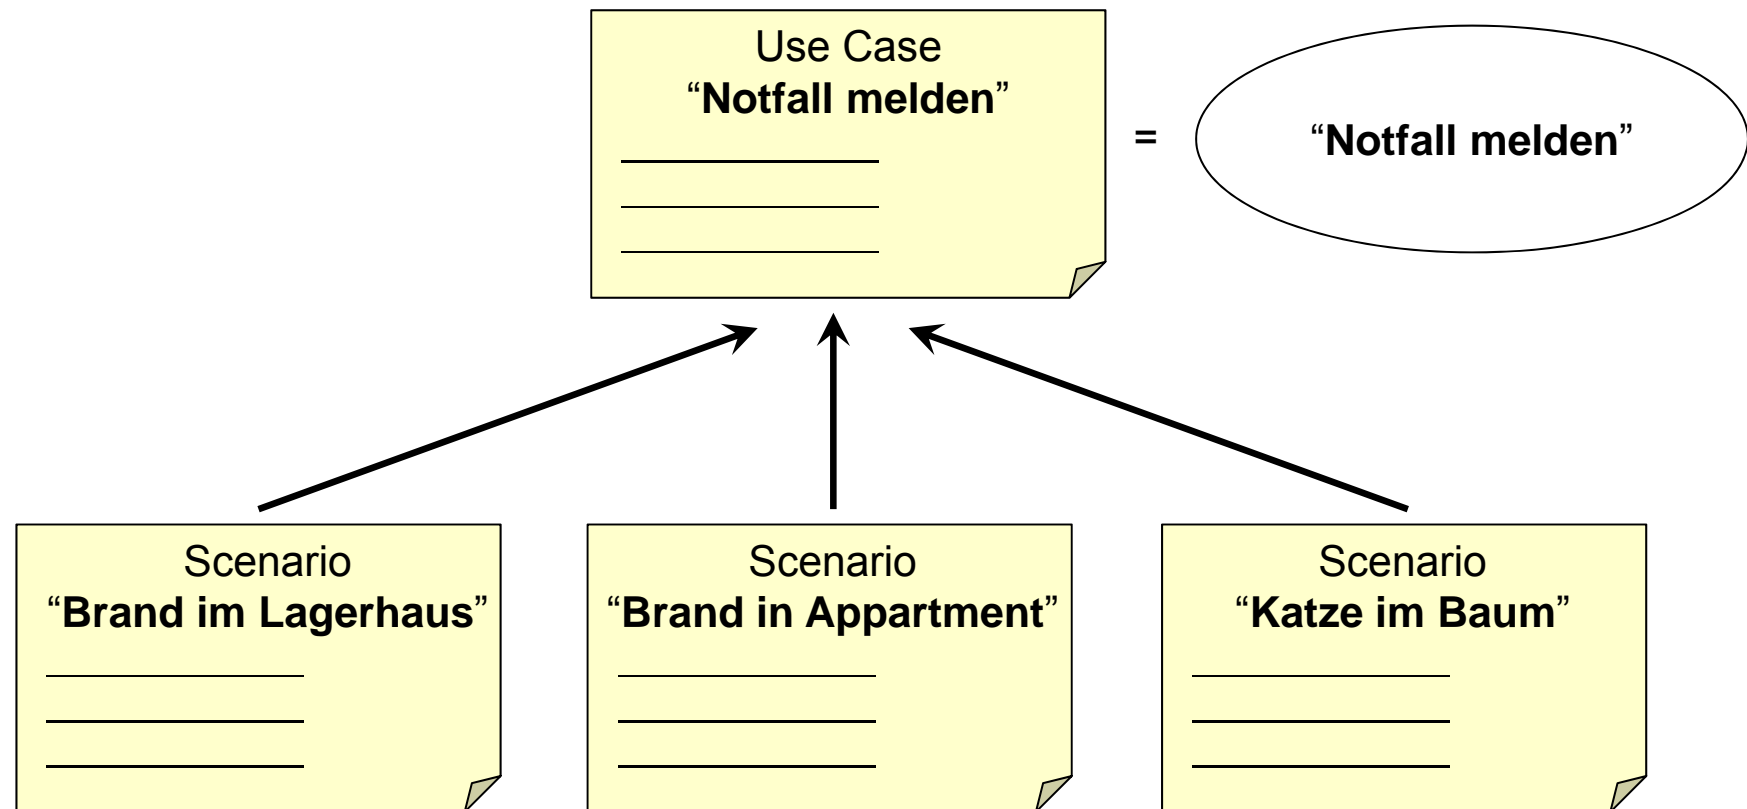 Use Case
“Notfall melden”
=
“Notfall melden”
Scenario
“Brand im Lagerhaus”
Scenario
“Brand in Appartment”
Scenario
“Katze im Baum”